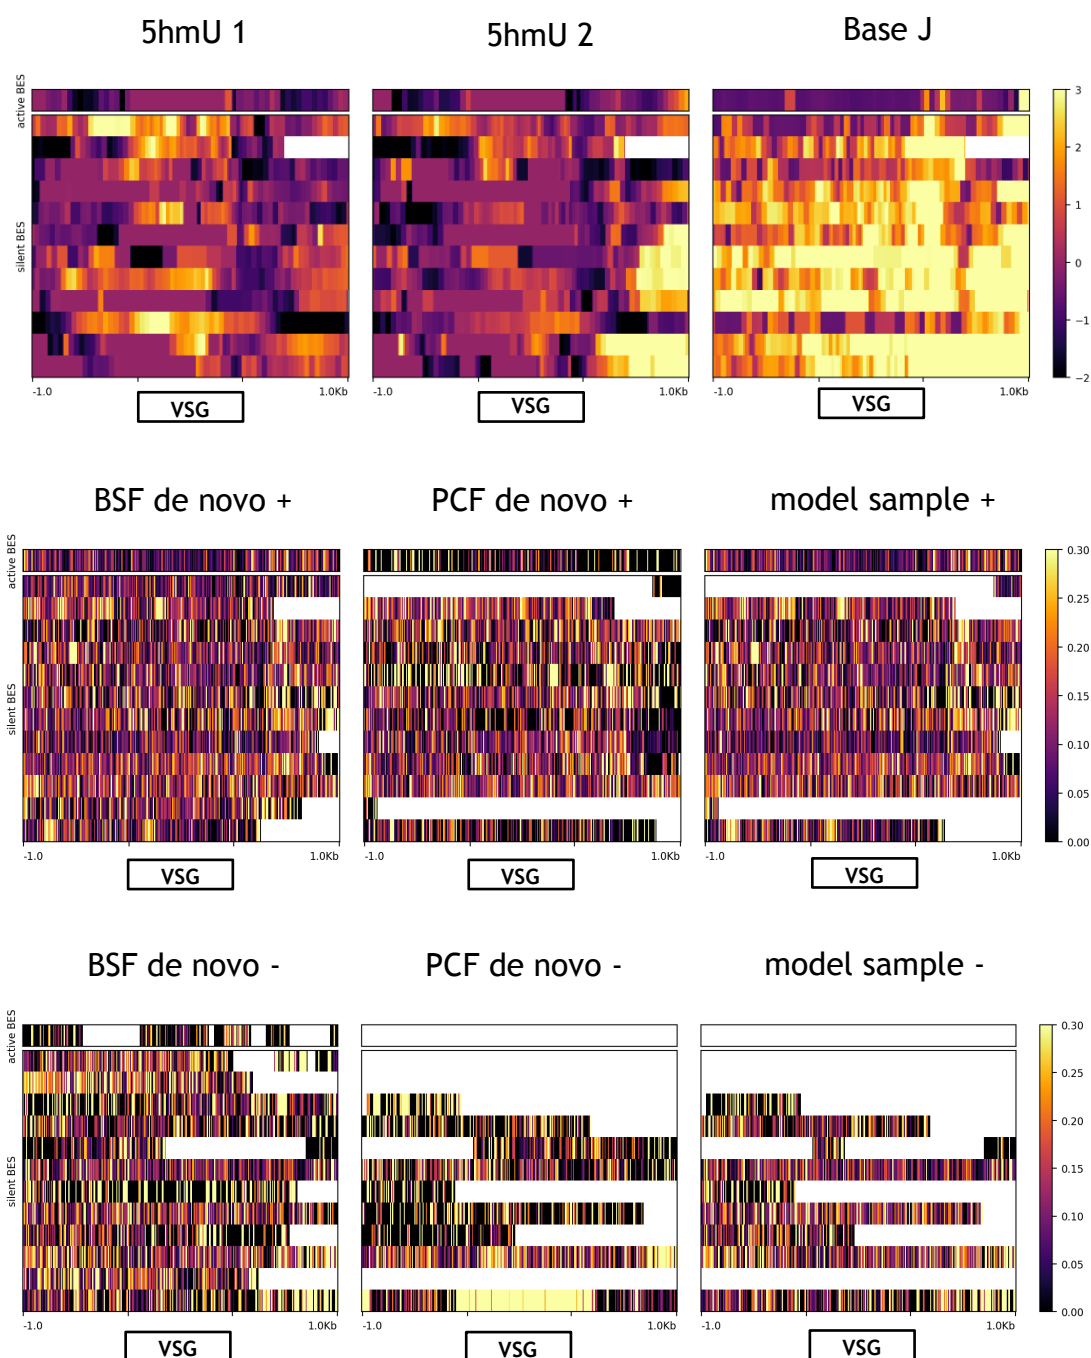 5hmU 1 5hmU 2 Base J
active BES
silent BES
3
2
1
0
−1
−2
-1.0 1.0Kb -1.0 1.0Kb -1.0 1.0Kb
VSG VSG VSG
BSF de novo + PCF de novo + model sample +
active BES
silent BES
0.30
0.25
0.20
0.15
0.10
0.05
0.00
-1.0 1.0Kb -1.0 1.0Kb -1.0 1.0Kb
VSG VSG VSG
BSF de novo - PCF de novo - model sample -
active BES
silent BES
0.30
0.25
0.20
0.15
0.10
0.05
0.00
-1.0 1.0Kb -1.0 1.0Kb -1.0 1.0Kb
VSG VSG VSG